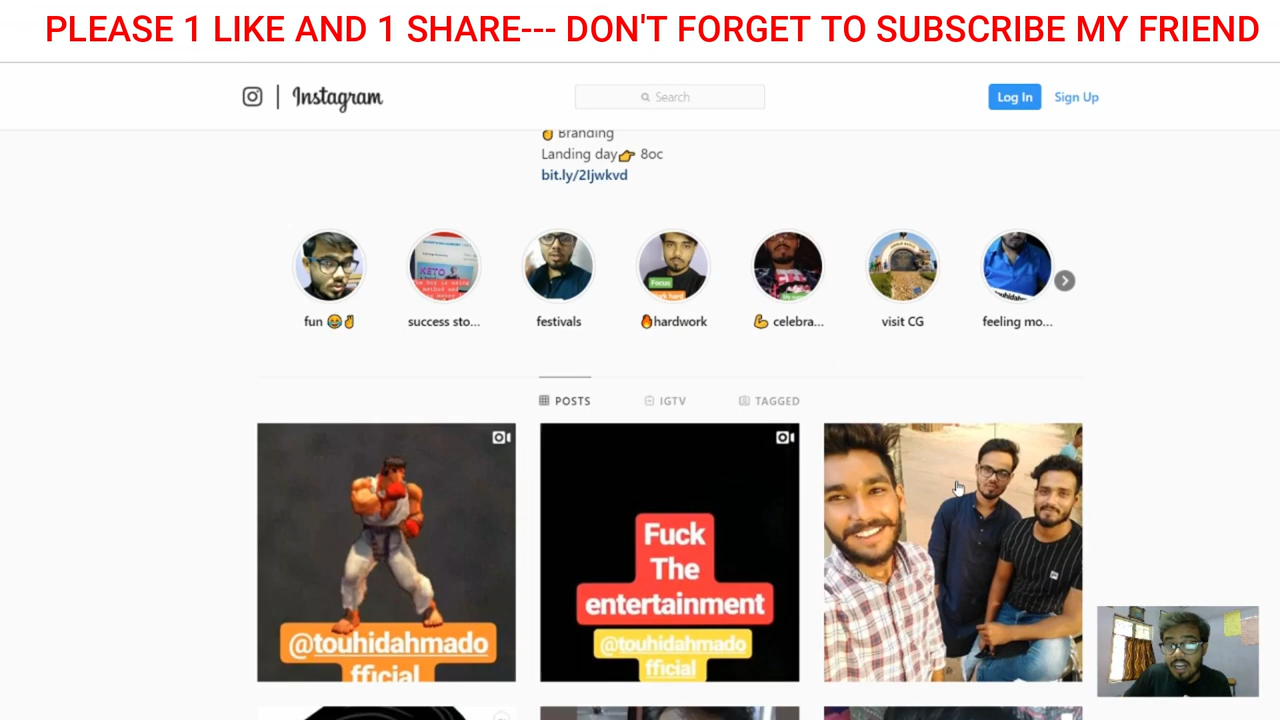 PLEASE 1 LIKE AND 1 SHARE--- DON'T FORGET TO SUBSCRIBE MY FRIEND
Instagram
Search
Log In
Sign Up
Branding
Landing day👉 8oc
bit.ly/2Ijwkvd
KETO
Focus
fun 😂✌
success sto...
festivals
🔥hardwork
💪 celebra...
visit CG
feeling mo...
POSTS
IGTV
TAGGED
@touhidahmado
fficial
Fuck
The
entertainment
@touhidahmado
fficial